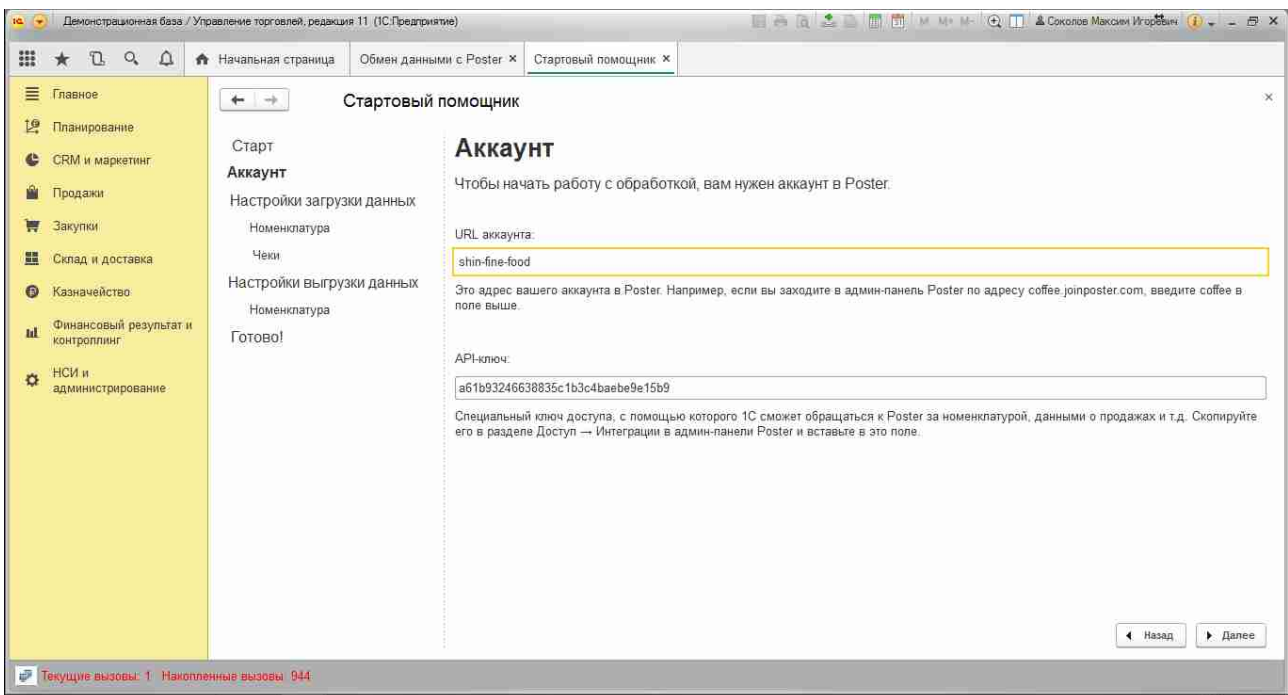 Демонстрационная база / Управление торговлей, редакция 11 (1С:Предприятие)
M M+ M-
Соколов Максим Игоревич
Начальная страница
Обмен данными с Poster ×
Стартовый помощник ×
Главное
Планирование
CRM и маркетинг
Продажи
Закупки
Склад и доставка
Казначейство
Финансовый результат и
контроллинг
НСИ и
администрирование
Стартовый помощник
Старт
Аккаунт
Настройки загрузки данных
Номенклатура
Чеки
Настройки выгрузки данных
Номенклатура
Готово!
Аккаунт
Чтобы начать работу с обработкой, вам нужен аккаунт в Poster.
URL аккаунта:
shin-fine-food
Это адрес вашего аккаунта в Poster. Например, если вы заходите в админ-панель Poster по адресу coffee.joinposter.com, введите coffee в
поле выше.
API-ключ:
a61b93246638835c1b3c4baebe9e15b9
Специальный ключ доступа, с помощью которого 1С сможет обращаться к Poster за номенклатурой, данными о продажах и т.д. Скопируйте
его в разделе Доступ → Интеграции в админ-панели Poster и вставьте в это поле.
Назад
Далее
Текущие вызовы: 1 Накопленные вызовы: 944